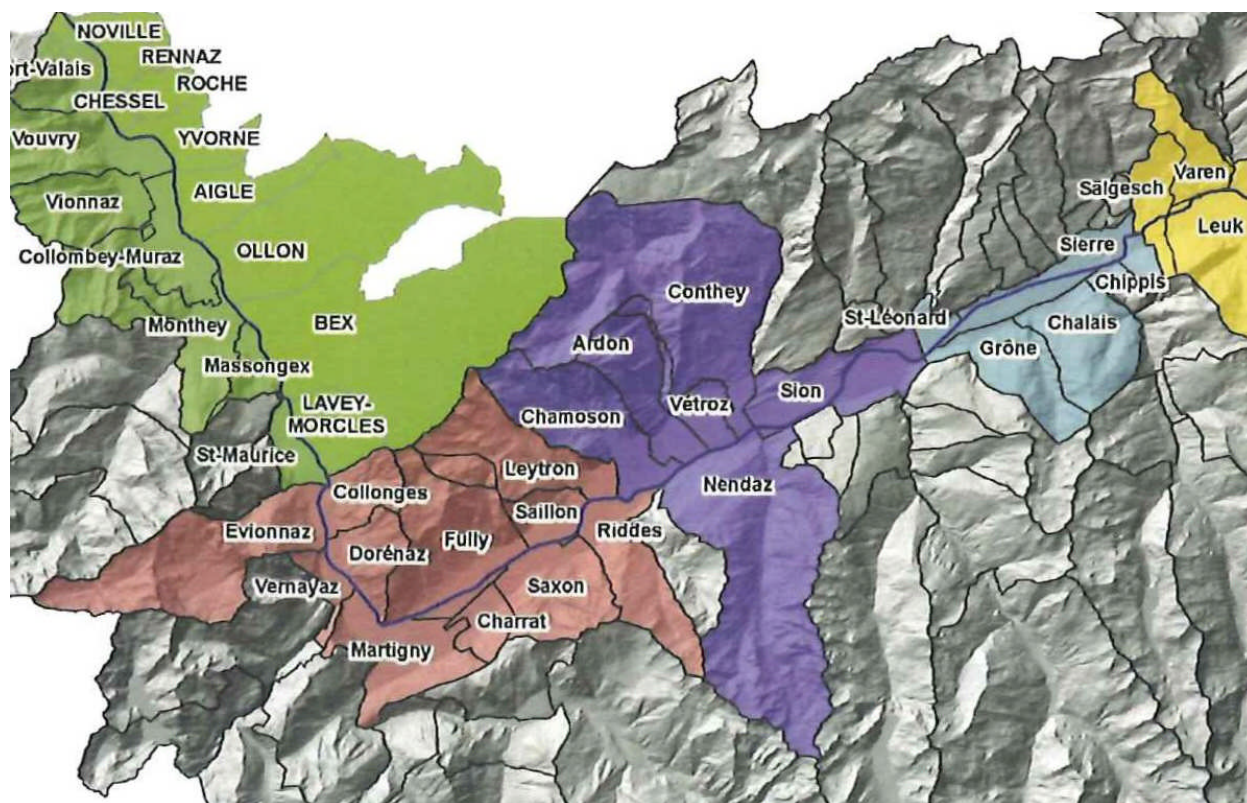 NOVILLE
RENNAZ
ort-Valais
ROCHE
CHESSEL
Vouvry
YVORNE
AIGLE
Vionnaz
OLLON
Collombey-Muraz
BEX
Monthey
Massongex
LAVEY-
MORCLES
St-Maurice
Collonges
Evionnaz
Dorénaz
Vernayaz
Fully
Leytron
Saillon
Riddes
Saxon
Charrat
Martigny
Conthey
Ardon
Chamoson
Vétroz
Sion
Nendaz
St-Léonard
Grône
Chalais
Chippis
Sierre
Sälgesch
Varen
Leuk